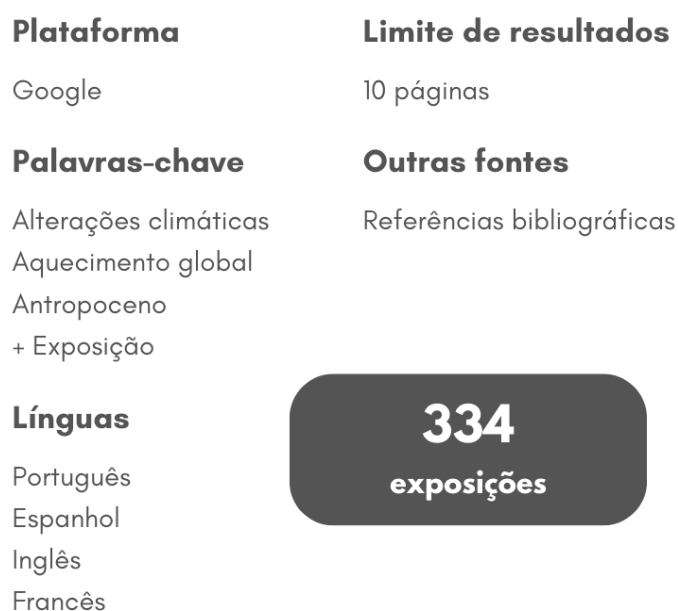 Plataforma
Google
Palavras-chave
Alterações climáticas
Aquecimento global
Antropoceno
+ Exposição
Línguas
Português
Espanhol
Inglês
Francês
Limite de resultados
10 páginas
Outras fontes
Referências bibliográficas
334
exposições